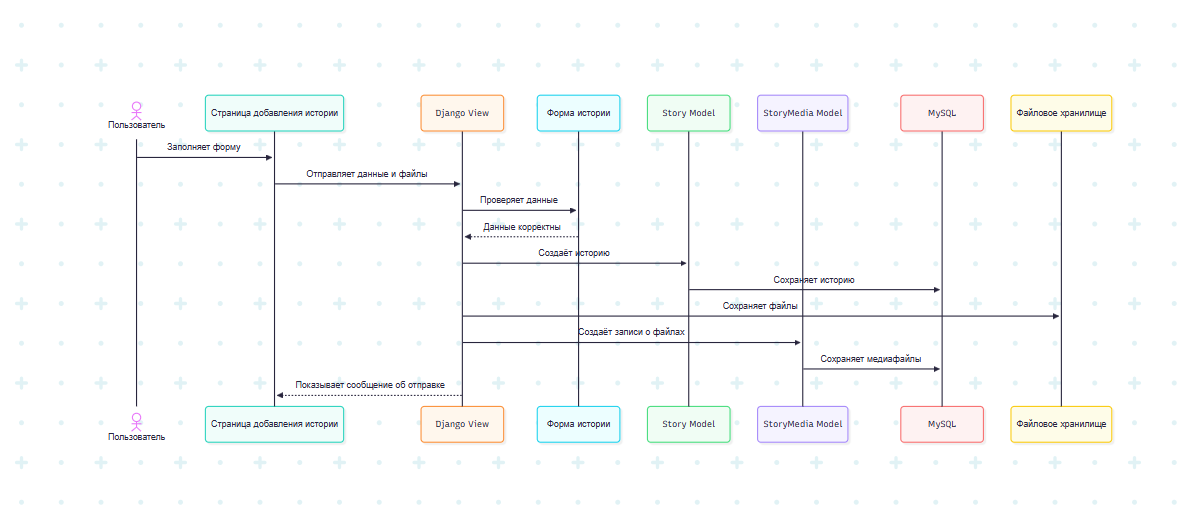 Пользователь
Страница добавления истории
Django View
Форма истории
Story Model
StoryMedia Model
MySQL
Файловое хранилище
Заполняет форму
Отправляет данные и файлы
Проверяет данные
Данные корректны
Создаёт историю
Сохраняет историю
Сохраняет файлы
Создаёт записи о файлах
Сохраняет медиафайлы
Показывает сообщение об отправке
Пользователь
Страница добавления истории
Django View
Форма истории
Story Model
StoryMedia Model
MySQL
Файловое хранилище